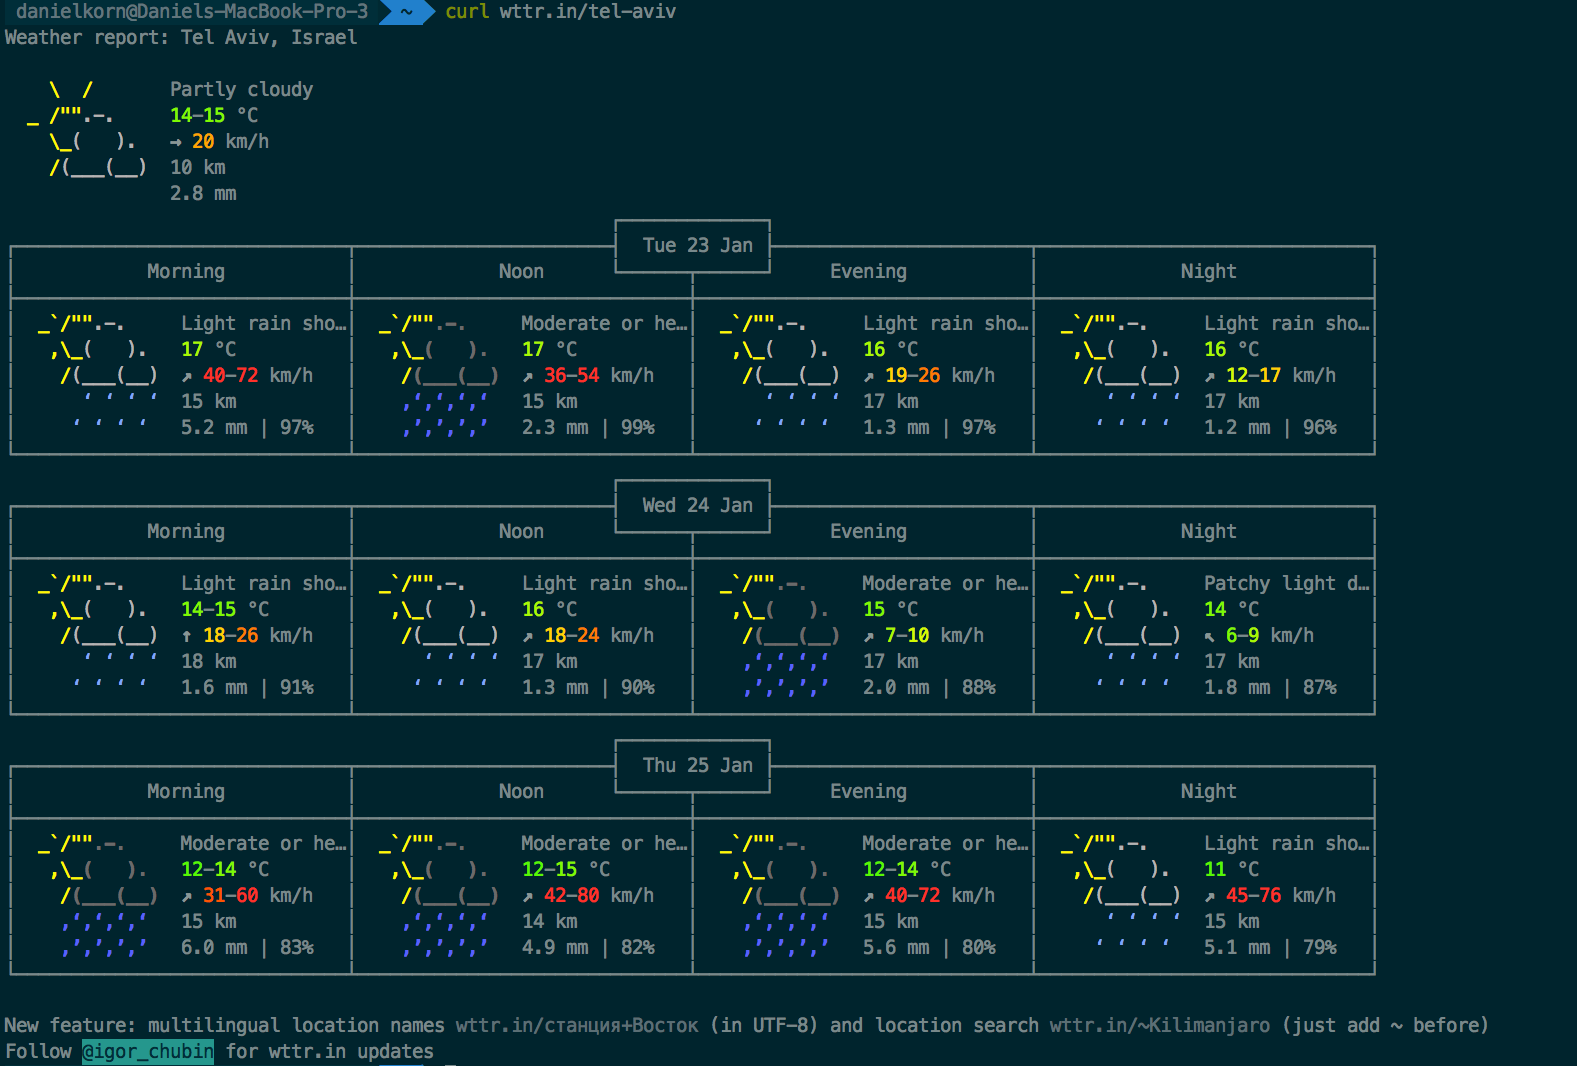 danielkorn@Daniels-MacBook-Pro-3 ~ curl wttr.in/tel-aviv
Weather report: Tel Aviv, Israel
Partly cloudy
14–15 °C
→ 20 km/h
10 km
2.8 mm
Tue 23 Jan
Morning Noon Evening Night
Light rain sho… Moderate or he… Light rain sho… Light rain sho…
17 °C 17 °C 16 °C 16 °C
↗ 40–72 km/h ↗ 36–54 km/h ↗ 19–26 km/h ↗ 12–17 km/h
15 km 15 km 17 km 17 km
5.2 mm | 97% 2.3 mm | 99% 1.3 mm | 97% 1.2 mm | 96%
Wed 24 Jan
Morning Noon Evening Night
Light rain sho… Light rain sho… Moderate or he… Patchy light d…
14–15 °C 16 °C 15 °C 14 °C
↑ 18–26 km/h ↗ 18–24 km/h ↗ 7–10 km/h ↖ 6–9 km/h
18 km 17 km 17 km 17 km
1.6 mm | 91% 1.3 mm | 90% 2.0 mm | 88% 1.8 mm | 87%
Thu 25 Jan
Morning Noon Evening Night
Moderate or he… Moderate or he… Moderate or he… Light rain sho…
12–14 °C 12–15 °C 12–14 °C 11 °C
↗ 31–60 km/h ↗ 42–80 km/h ↗ 40–72 km/h ↗ 45–76 km/h
15 km 14 km 15 km 15 km
6.0 mm | 83% 4.9 mm | 82% 5.6 mm | 80% 5.1 mm | 79%
New feature: multilingual location names wttr.in/станция+Восток (in UTF-8) and location search wttr.in/~Kilimanjaro (just add ~ before)
Follow @igor_chubin for wttr.in updates